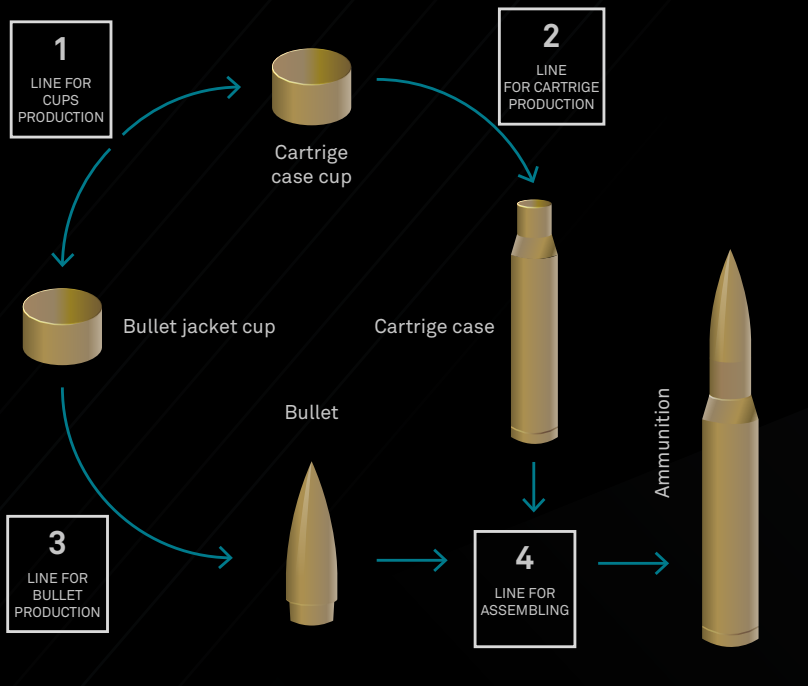 1
LINE FOR
CUPS
PRODUCTION
Cartrige
case cup
2
LINE
FOR CARTRIGE
PRODUCTION
Bullet jacket cup
Cartrige case
Bullet
Ammunition
3
LINE FOR
BULLET
PRODUCTION
4
LINE FOR
ASSEMBLING